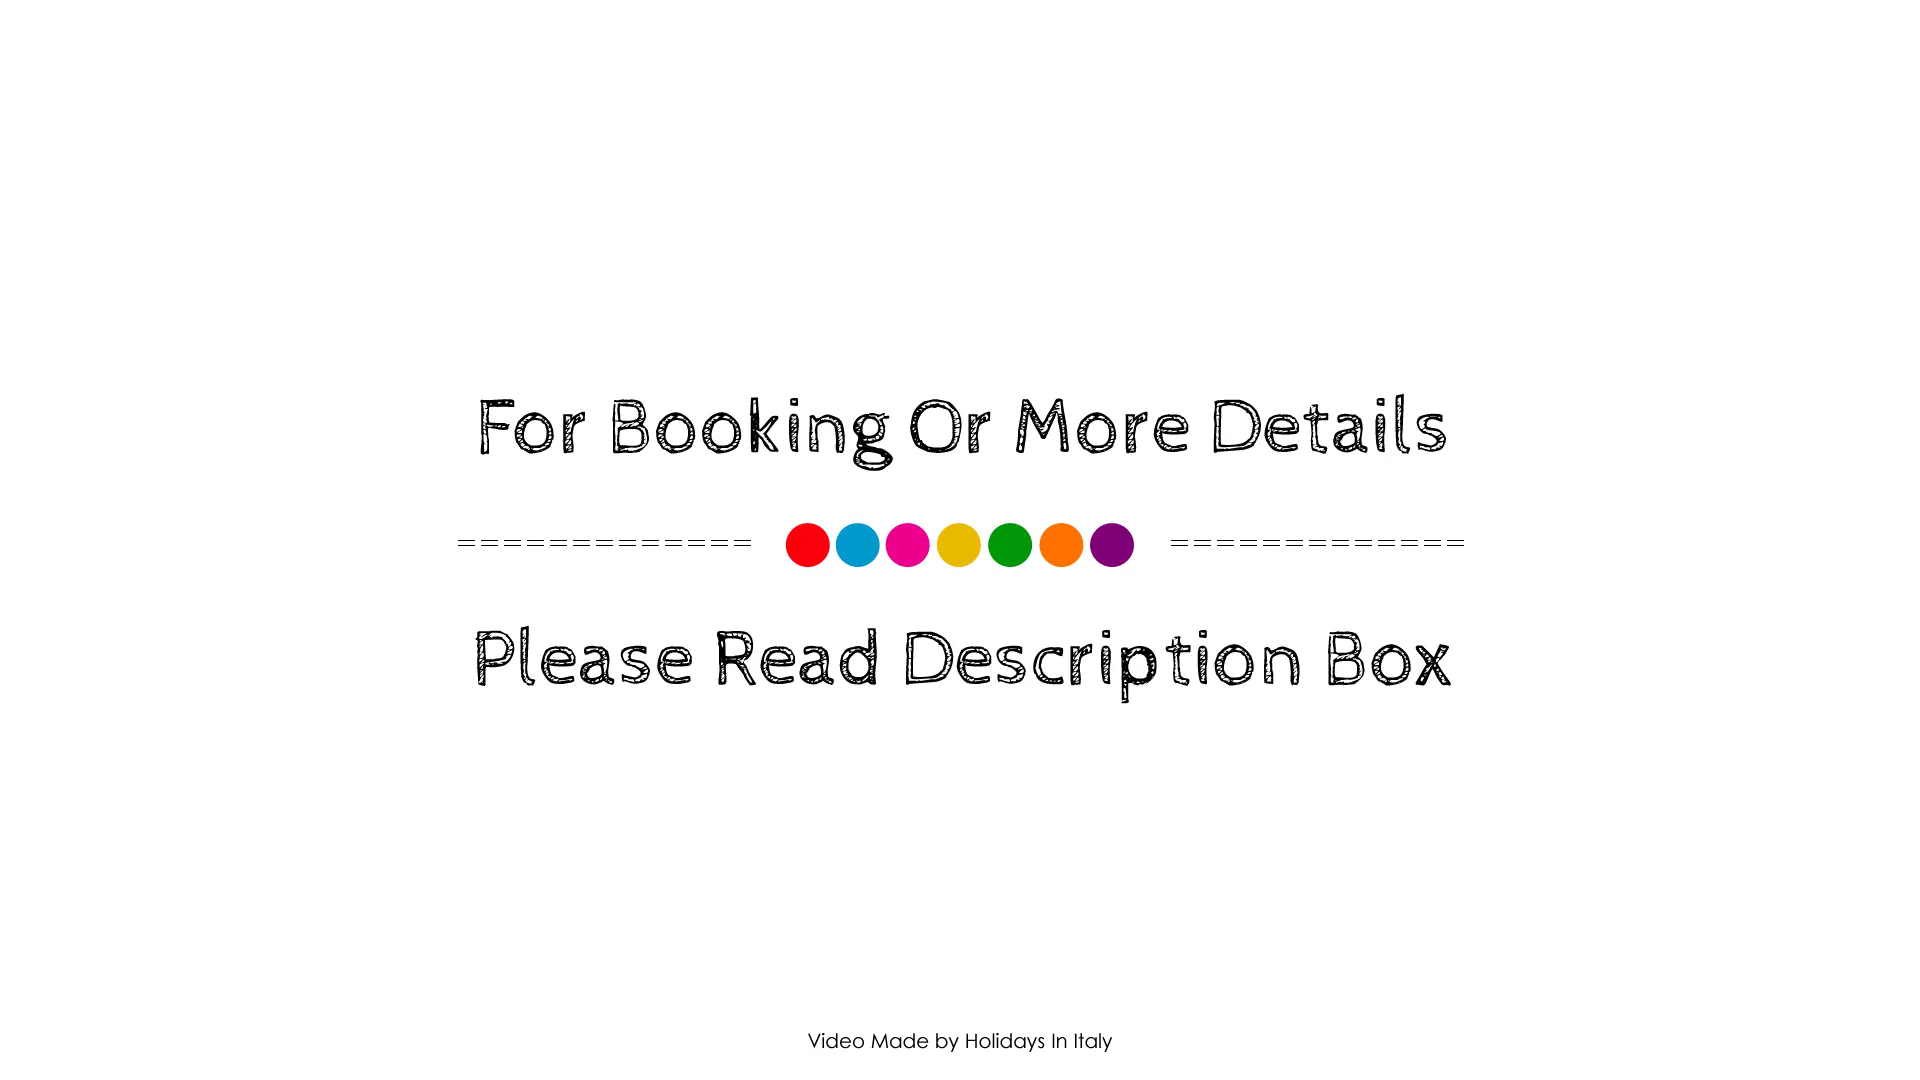 For Booking Or More Details
============= =============
Please Read Description Box
Video Made by Holidays In Italy